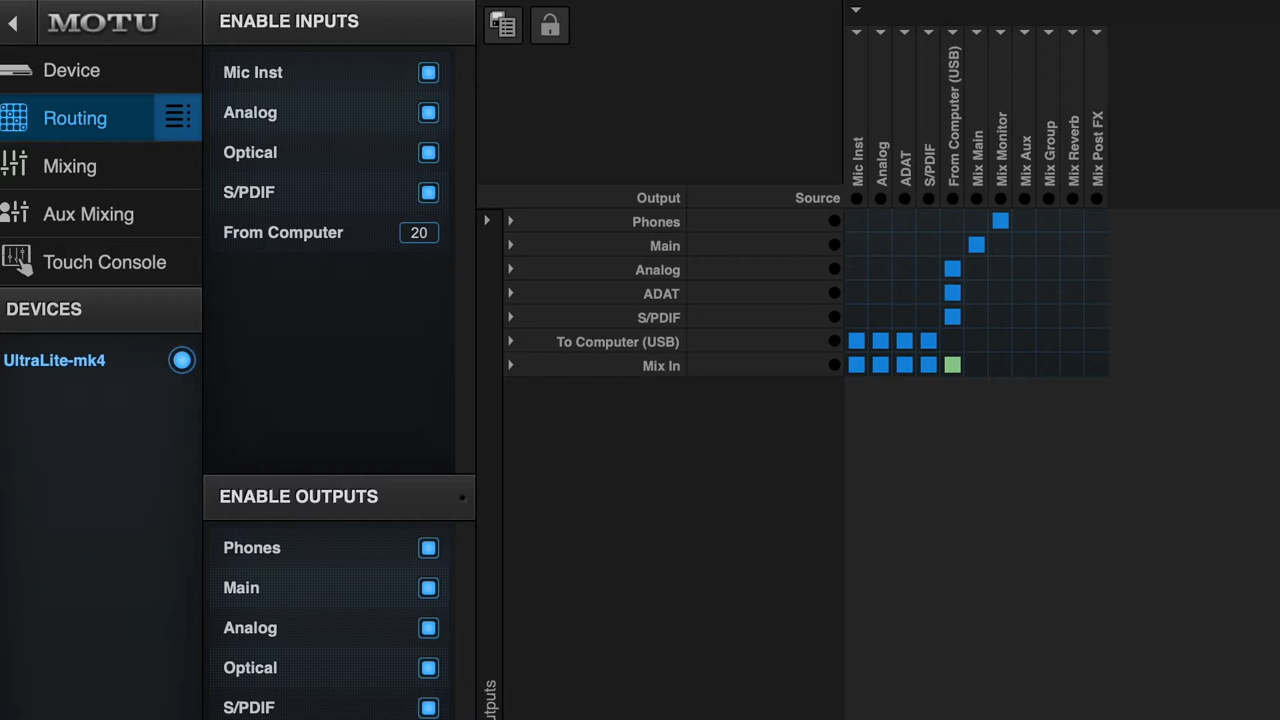 MOTU
Device
Routing
Mixing
Aux Mixing
Touch Console
DEVICES
UltraLite-mk4
ENABLE INPUTS
Mic Inst
Analog
Optical
S/PDIF
From Computer 20
ENABLE OUTPUTS
Phones
Main
Analog
Optical
S/PDIF
Mic Inst
Analog
ADAT
S/PDIF
From Computer (USB)
Mix Main
Mix Monitor
Mix Aux
Mix Group
Mix Reverb
Mix Post FX
Output Source
Phones
Main
Analog
ADAT
S/PDIF
To Computer (USB)
Mix In